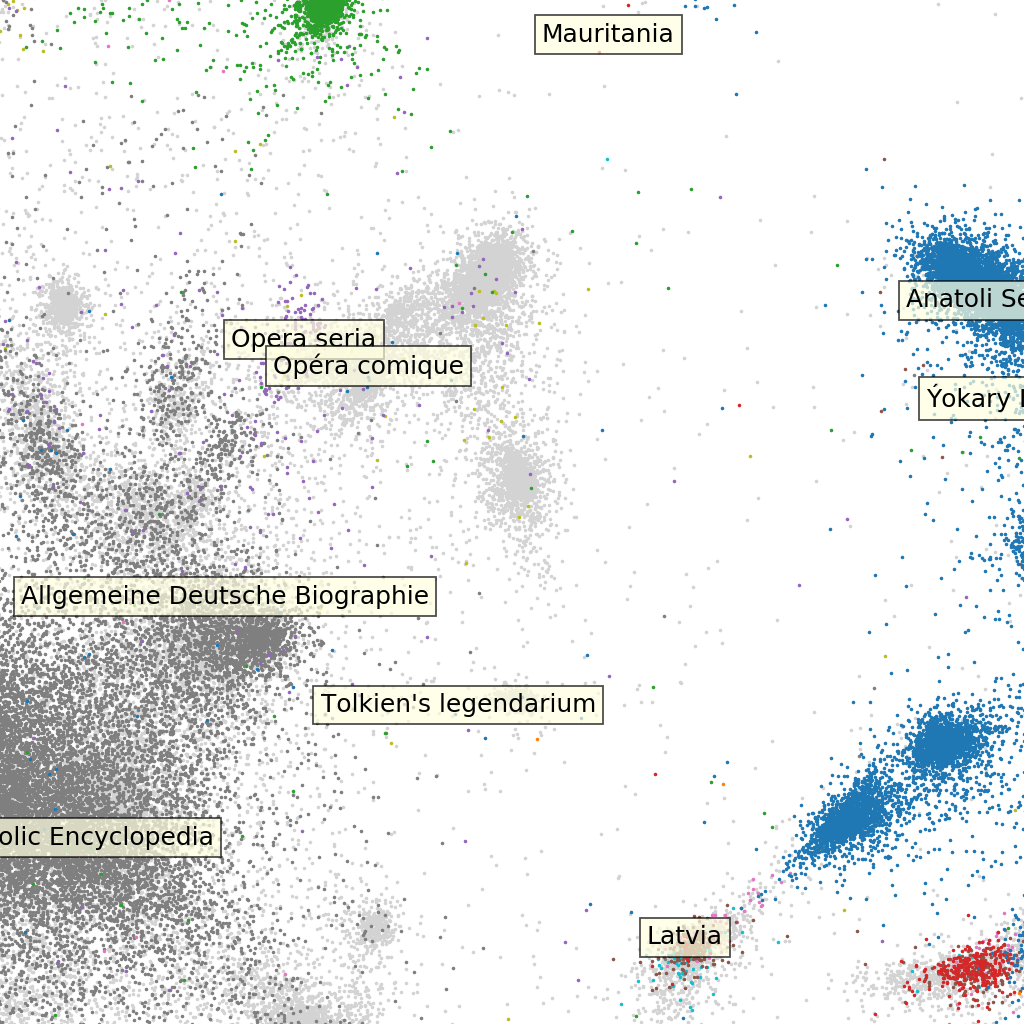 Mauritania
Anatoli Se
Opera seria
Opéra comique
Ýokary
Allgemeine Deutsche Biographie
Tolkien's legendarium
olic Encyclopedia
Latvia